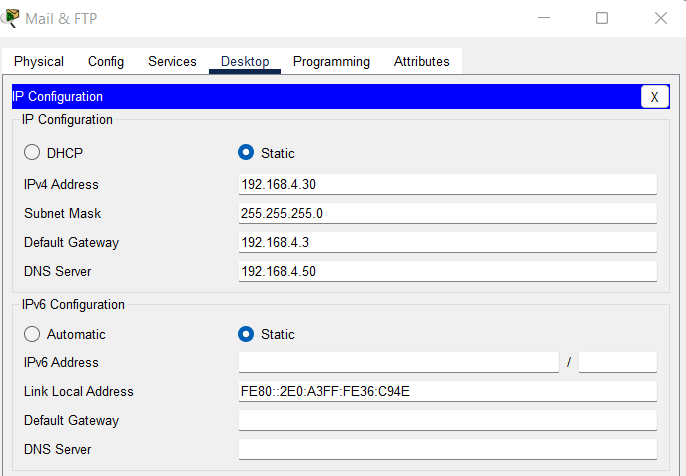 Mail & FTP
Physical Config Services Desktop Programming Attributes
IP Configuration X
IP Configuration
DHCP Static
IPv4 Address 192.168.4.30
Subnet Mask 255.255.255.0
Default Gateway 192.168.4.3
DNS Server 192.168.4.50
IPv6 Configuration
Automatic Static
IPv6 Address /
Link Local Address FE80::2E0:A3FF:FE36:C94E
Default Gateway
DNS Server